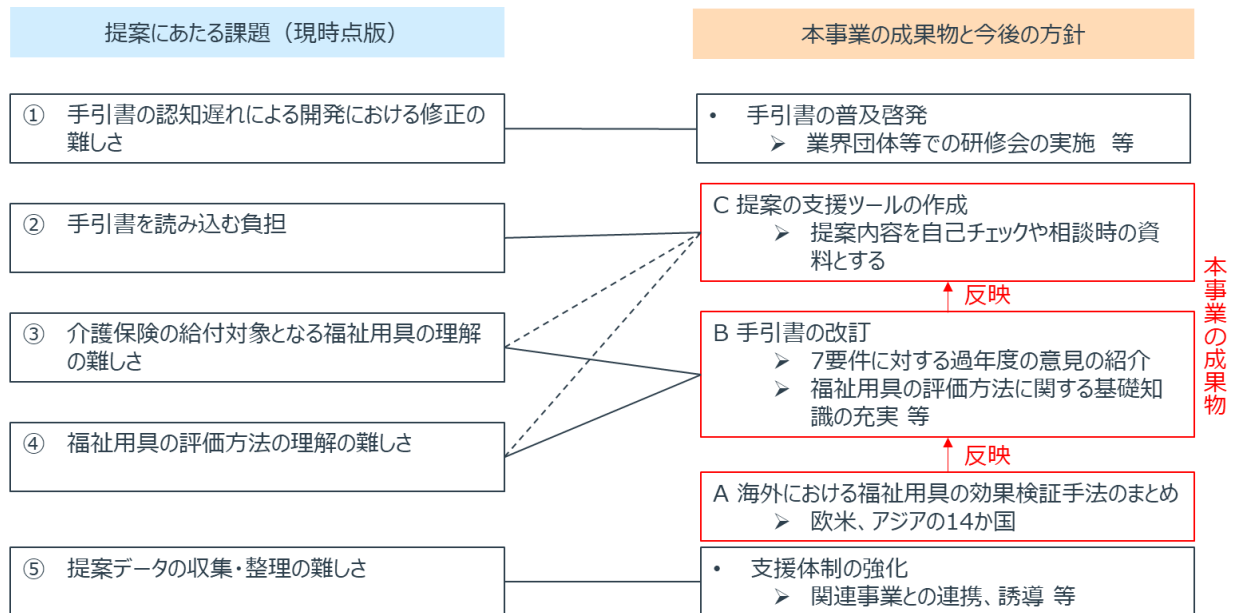 提案にあたる課題（現時点版）
① 手引書の認知遅れによる開発における修正の
難しさ
② 手引書を読み込む負担
③ 介護保険の給付対象となる福祉用具の理解
の難しさ
④ 福祉用具の評価方法の理解の難しさ
⑤ 提案データの収集・整理の難しさ
本事業の成果物と今後の方針
• 手引書の普及啓発
➢ 業界団体等での研修会の実施 等
C 提案の支援ツールの作成
➢ 提案内容を自己チェックや相談時の資
料とする
反映
B 手引書の改訂
➢ 7要件に対する過年度の意見の紹介
➢ 福祉用具の評価方法に関する基礎知
識の充実 等
反映
A 海外における福祉用具の効果検証手法のまとめ
➢ 欧米、アジアの14か国
• 支援体制の強化
➢ 関連事業との連携、誘導 等
本事業の成果物